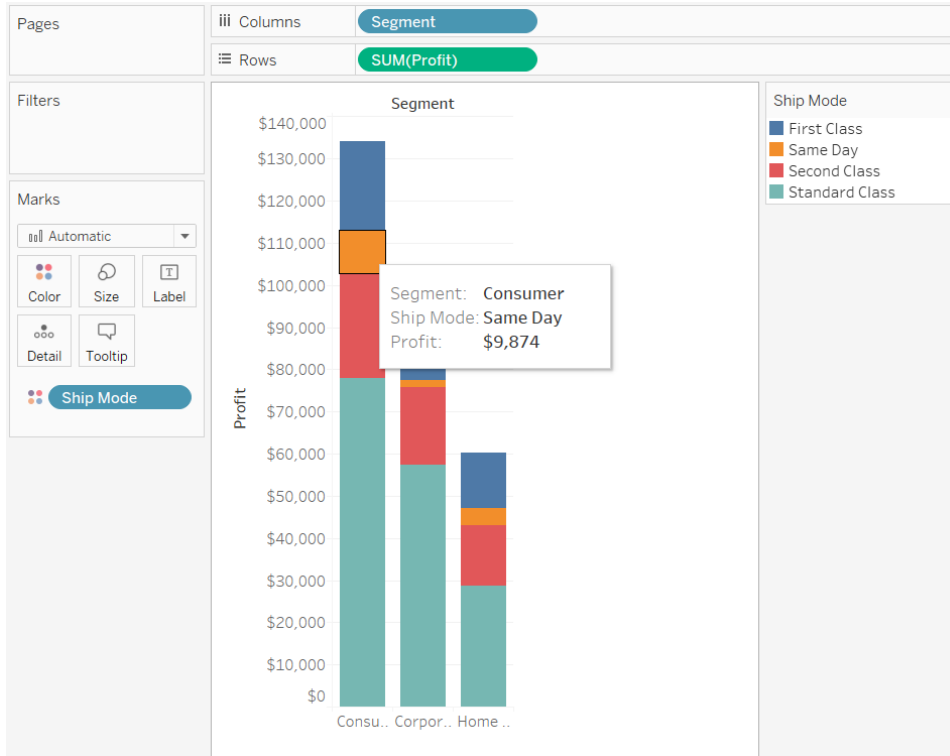 Pages
Columns
Segment
Rows
SUM(Profit)
Filters
Marks
Automatic
Color
Size
Label
Detail
Tooltip
Ship Mode
Segment
$140,000
$130,000
$120,000
$110,000
$100,000
$90,000
$80,000
$70,000
$60,000
$50,000
$40,000
$30,000
$20,000
$10,000
$0
Profit
Consu.. Corpor.. Home ..
Segment: Consumer
Ship Mode: Same Day
Profit: $9,874
Ship Mode
First Class
Same Day
Second Class
Standard Class